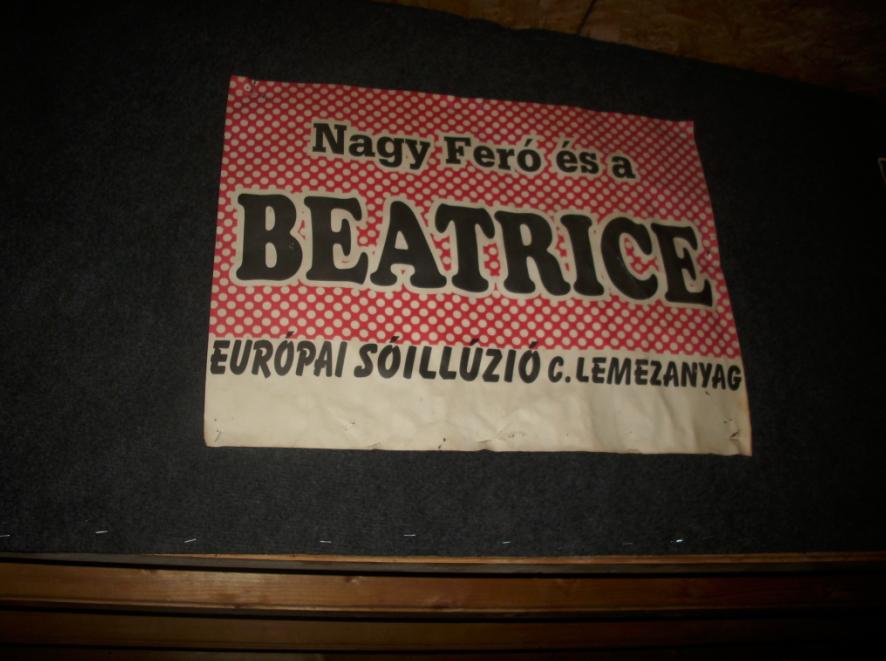 Nagy Feró és a
BEATRICE
EURÓPAI SÓILLÚZIÓ C. LEMEZANYAG